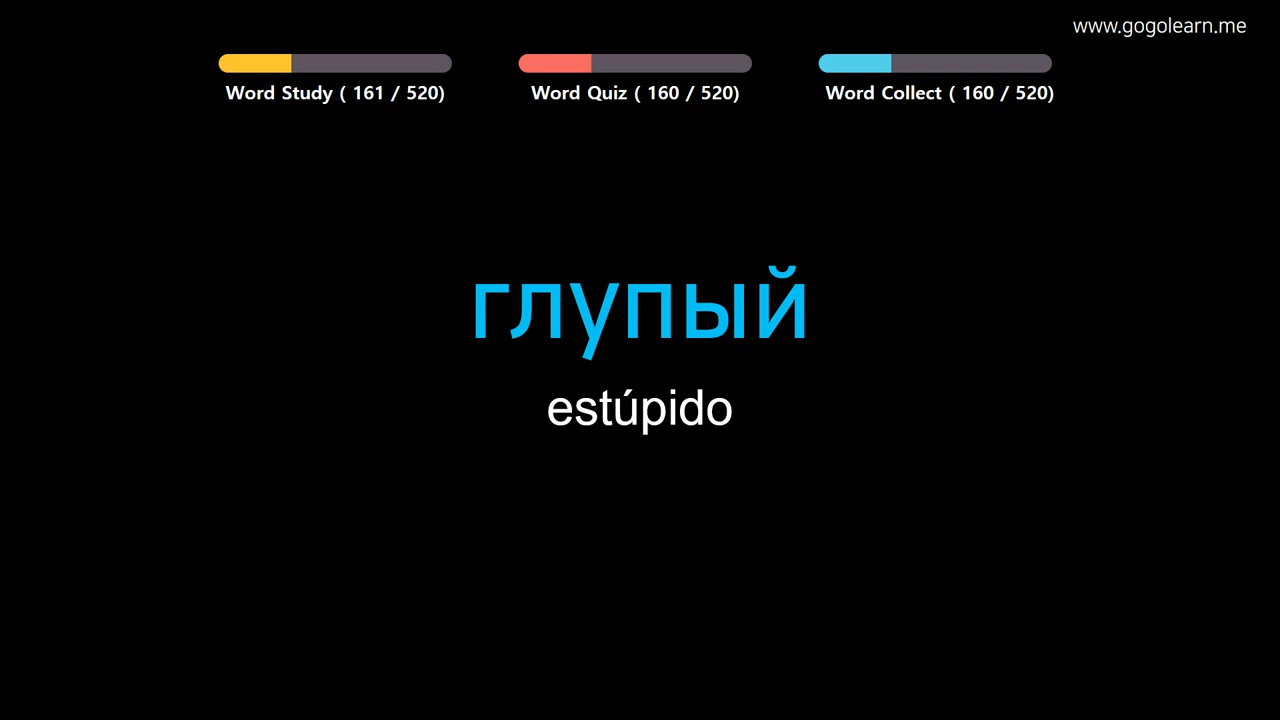 www.gogolearn.me
Word Study ( 161 / 520)
Word Quiz ( 160 / 520)
Word Collect ( 160 / 520)
глупый
estúpido